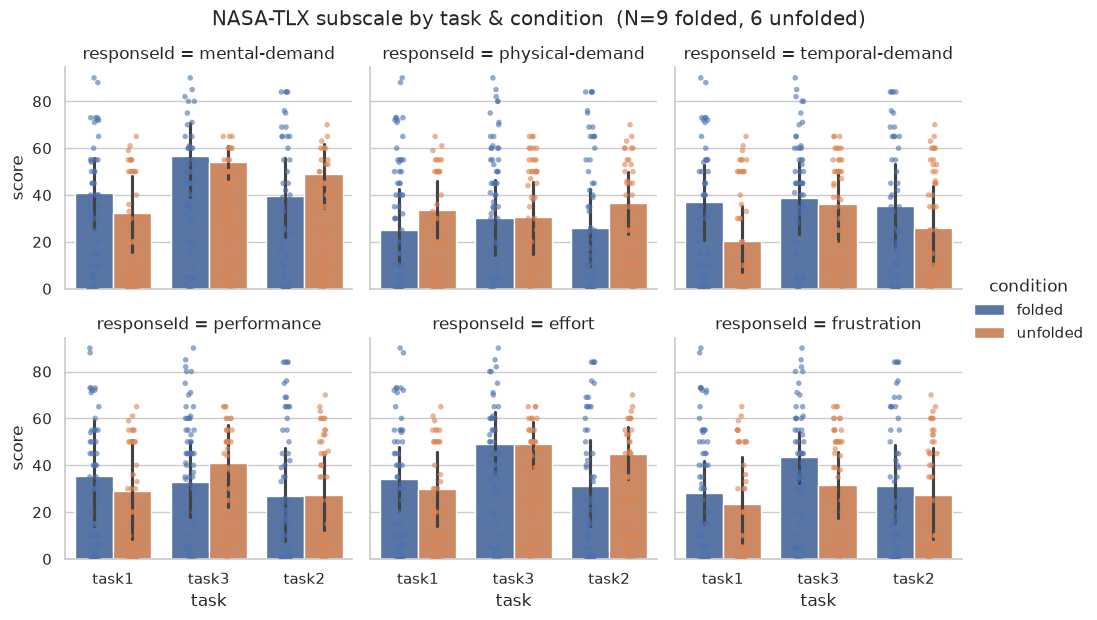 NASA-TLX subscale by task & condition  (N=9 folded, 6 unfolded)
responseId = mental-demand
responseId = physical-demand
responseId = temporal-demand
score
80
60
40
20
0
condition
folded
unfolded
responseId = performance
responseId = effort
responseId = frustration
score
80
60
40
20
0
task1 task3 task2
task1 task3 task2
task1 task3 task2
task
task
task